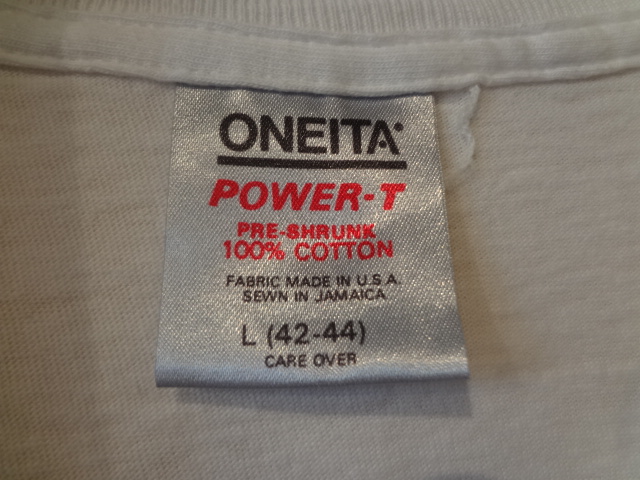 ONEITA
POWER-T
PRE-SHRUNK
100% COTTON
FABRIC MADE IN U.S.A.
SEWN IN JAMAICA
L (42-44)
CARE OVER